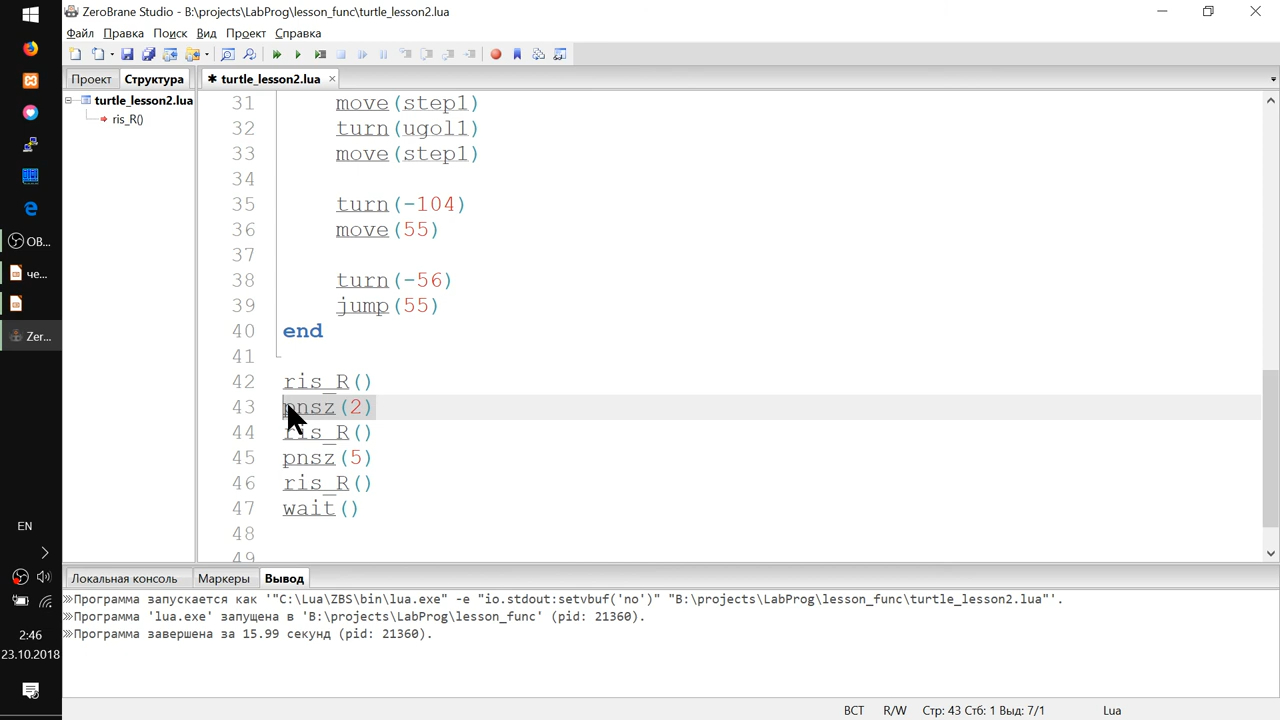 ZeroBrane Studio - B:\projects\LabProg\lesson_func\turtle_lesson2.lua
Файл Правка Поиск Вид Проект Справка
Проект Структура
* turtle_lesson2.lua
turtle_lesson2.lua
ris_R()
31 move(step1)
32 turn(ugol1)
33 move(step1)
34
35 turn(-104)
36 move(55)
37
38 turn(-56)
39 jump(55)
40 end
41
42 ris_R()
43 pnsz(2)
44 ris_R()
45 pnsz(5)
46 ris_R()
47 wait()
48
49
OB...
че...
Zer...
EN
2:46
23.10.2018
Локальная консоль Маркеры Вывод
Программа запускается как '"C:\Lua\ZBS\bin\lua.exe" -e "io.stdout:setvbuf('no')" "B:\projects\LabProg\lesson_func\turtle_lesson2.lua"'.
Программа 'lua.exe' запущена в 'B:\projects\LabProg\lesson_func' (pid: 21360).
Программа завершена за 15.99 секунд (pid: 21360).
ВСТ R/W Стр: 43 Стб: 1 Выд: 7/1 Lua